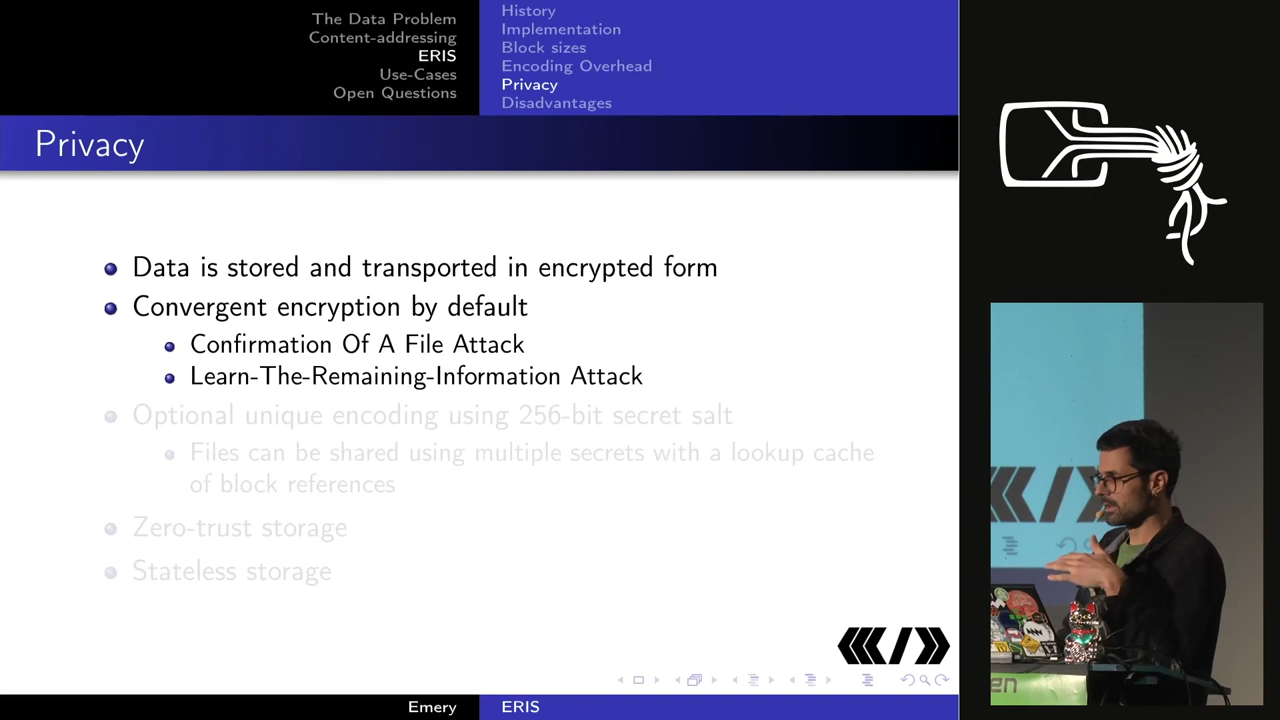 The Data Problem
Content-addressing
ERIS
Use-Cases
Open Questions
History
Implementation
Block sizes
Encoding Overhead
Privacy
Disadvantages
Privacy
Data is stored and transported in encrypted form
Convergent encryption by default
Confirmation Of A File Attack
Learn-The-Remaining-Information Attack
Optional unique encoding using 256-bit secret salt
Files can be shared using multiple secrets with a lookup cache
of block references
Zero-trust storage
Stateless storage
Emery
ERIS
en